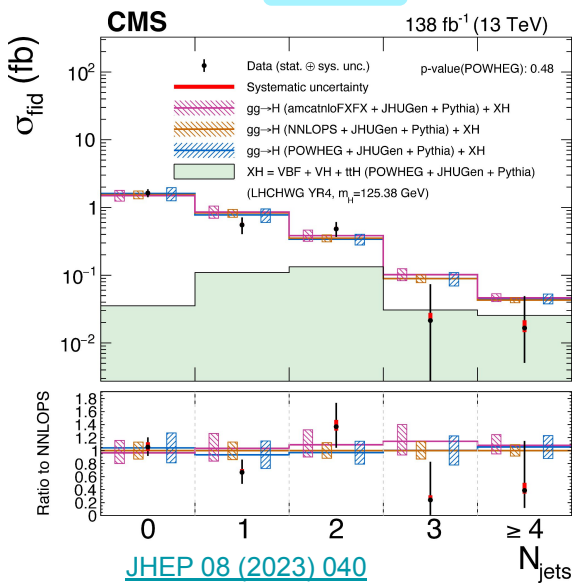 CMS 138 fb⁻¹ (13 TeV)
σ_fid (fb)
Data (stat. ⊕ sys. unc.) p-value(POWHEG): 0.48
Systematic uncertainty
gg→H (amcatnloFXFX + JHUGen + Pythia) + XH
gg→H (NNLOPS + JHUGen + Pythia) + XH
gg→H (POWHEG + JHUGen + Pythia) + XH
XH = VBF + VH + ttH (POWHEG + JHUGen + Pythia)
(LHCHWG YR4, m_H=125.38 GeV)
10²
10
1
10⁻¹
10⁻²
Ratio to NNLOPS
1.8
1.6
1.4
1.2
1
0.8
0.6
0.4
0.2
0
0 1 2 3 ≥ 4
N_jets
JHEP 08 (2023) 040